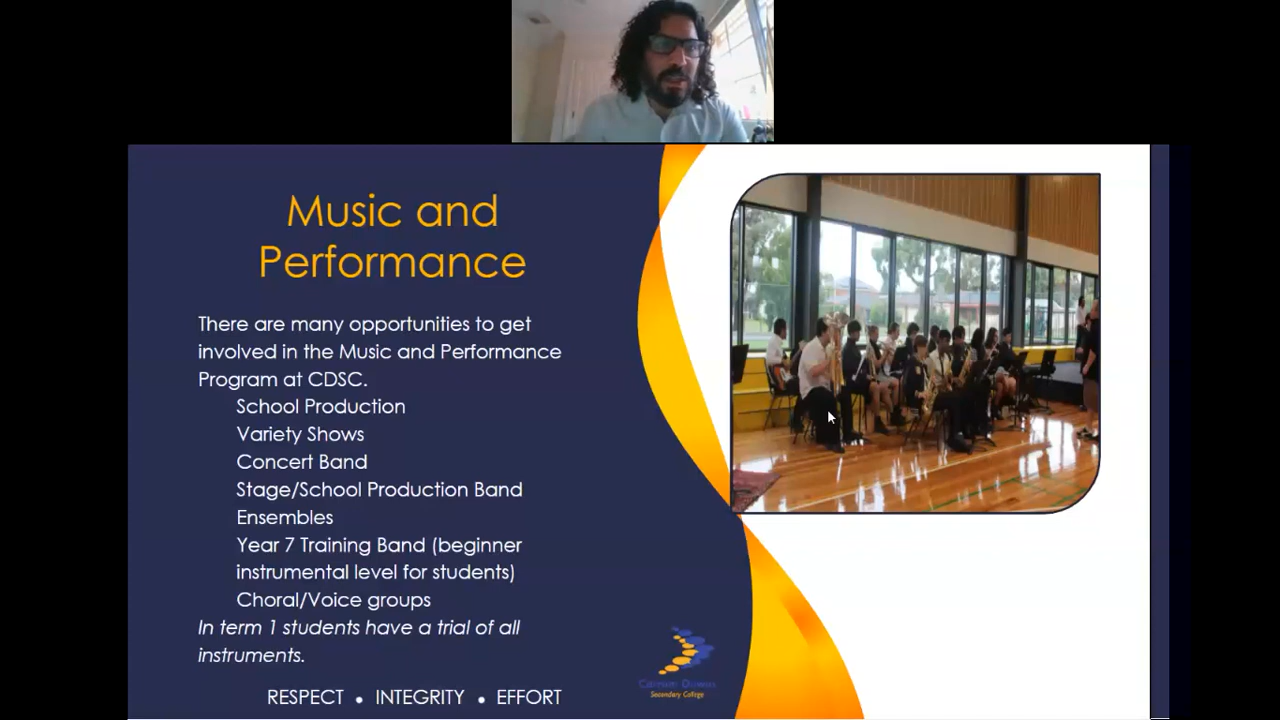 Music and
Performance
There are many opportunities to get
involved in the Music and Performance
Program at CDSC.
School Production
Variety Shows
Concert Band
Stage/School Production Band
Ensembles
Year 7 Training Band (beginner
instrumental level for students)
Choral/Voice groups
In term 1 students have a trial of all
instruments.
RESPECT • INTEGRITY • EFFORT
Secondary College